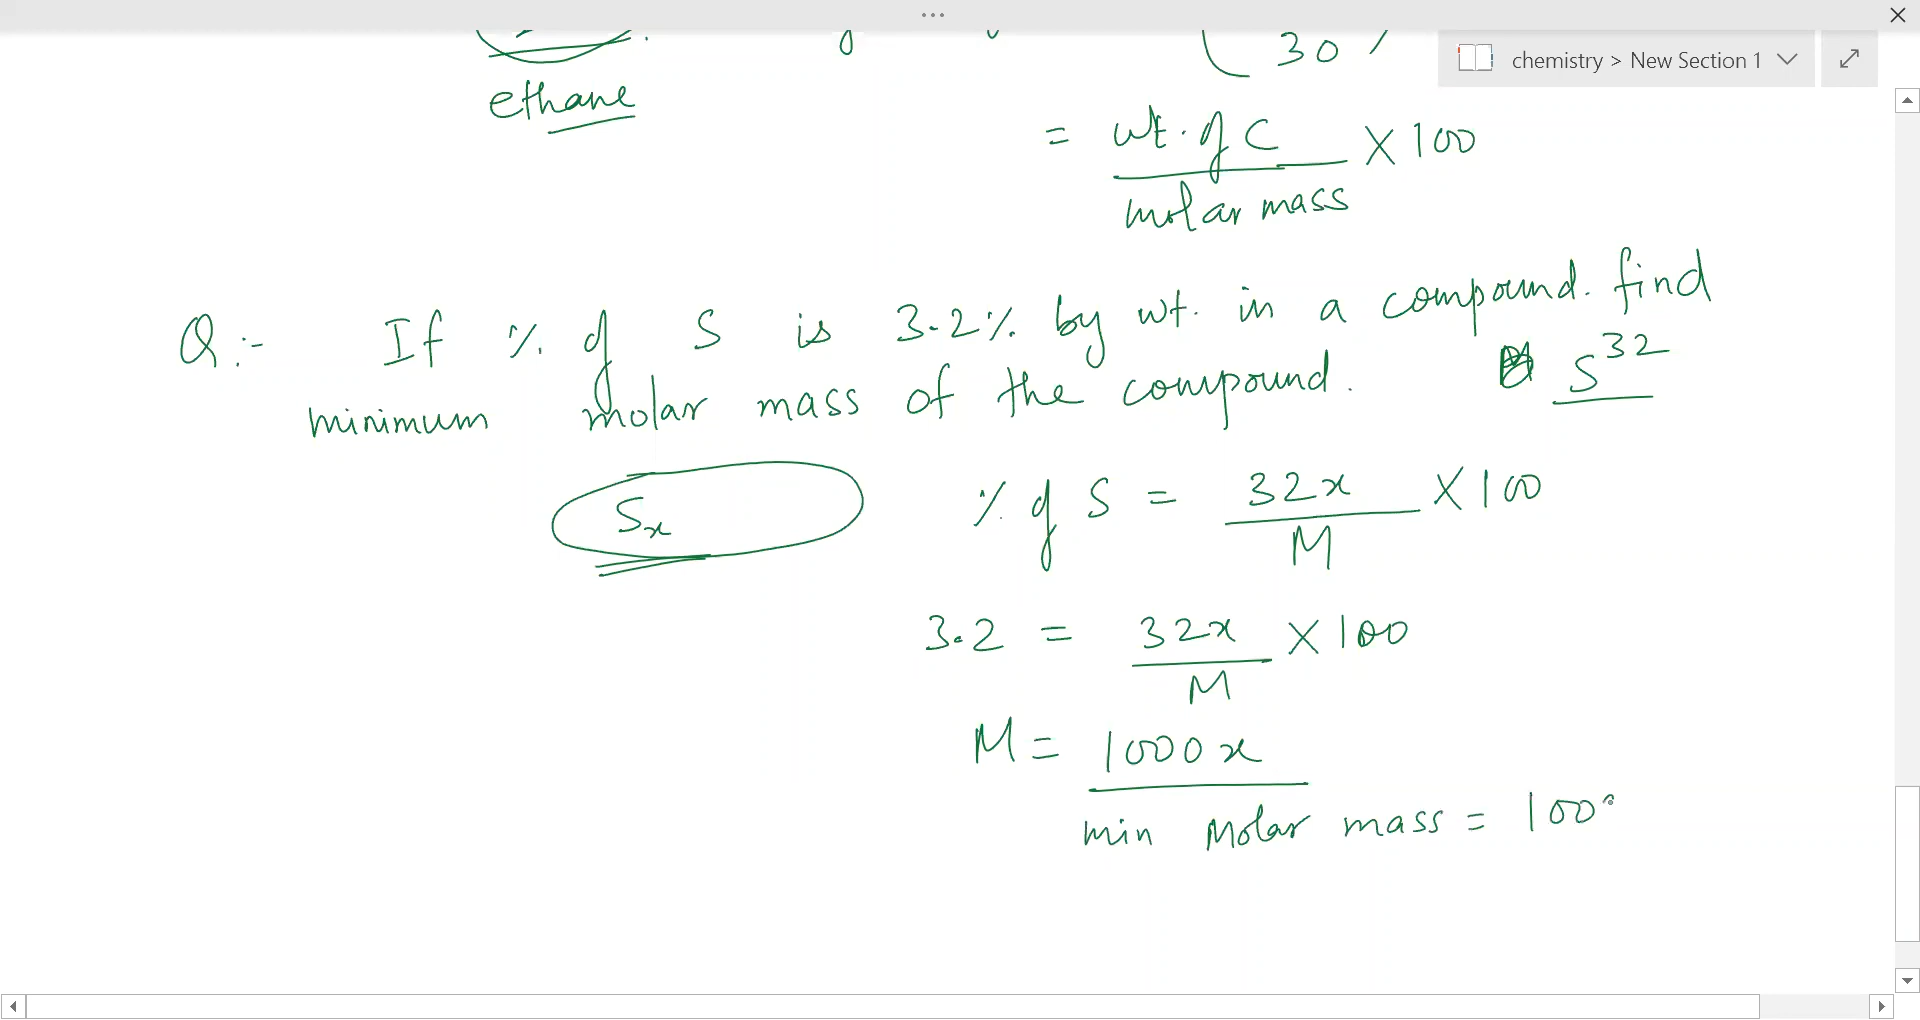 chemistry > New Section 1
30
ethane
= wt. of C / molar mass X 100
Q:- If % of S is 3.2% by wt. in a compound. find
minimum molar mass of the compound. S³²
Sx
% of S = 32x / M X 100
3.2 = 32x / M X 100
M = 1000x
min Molar mass = 1000